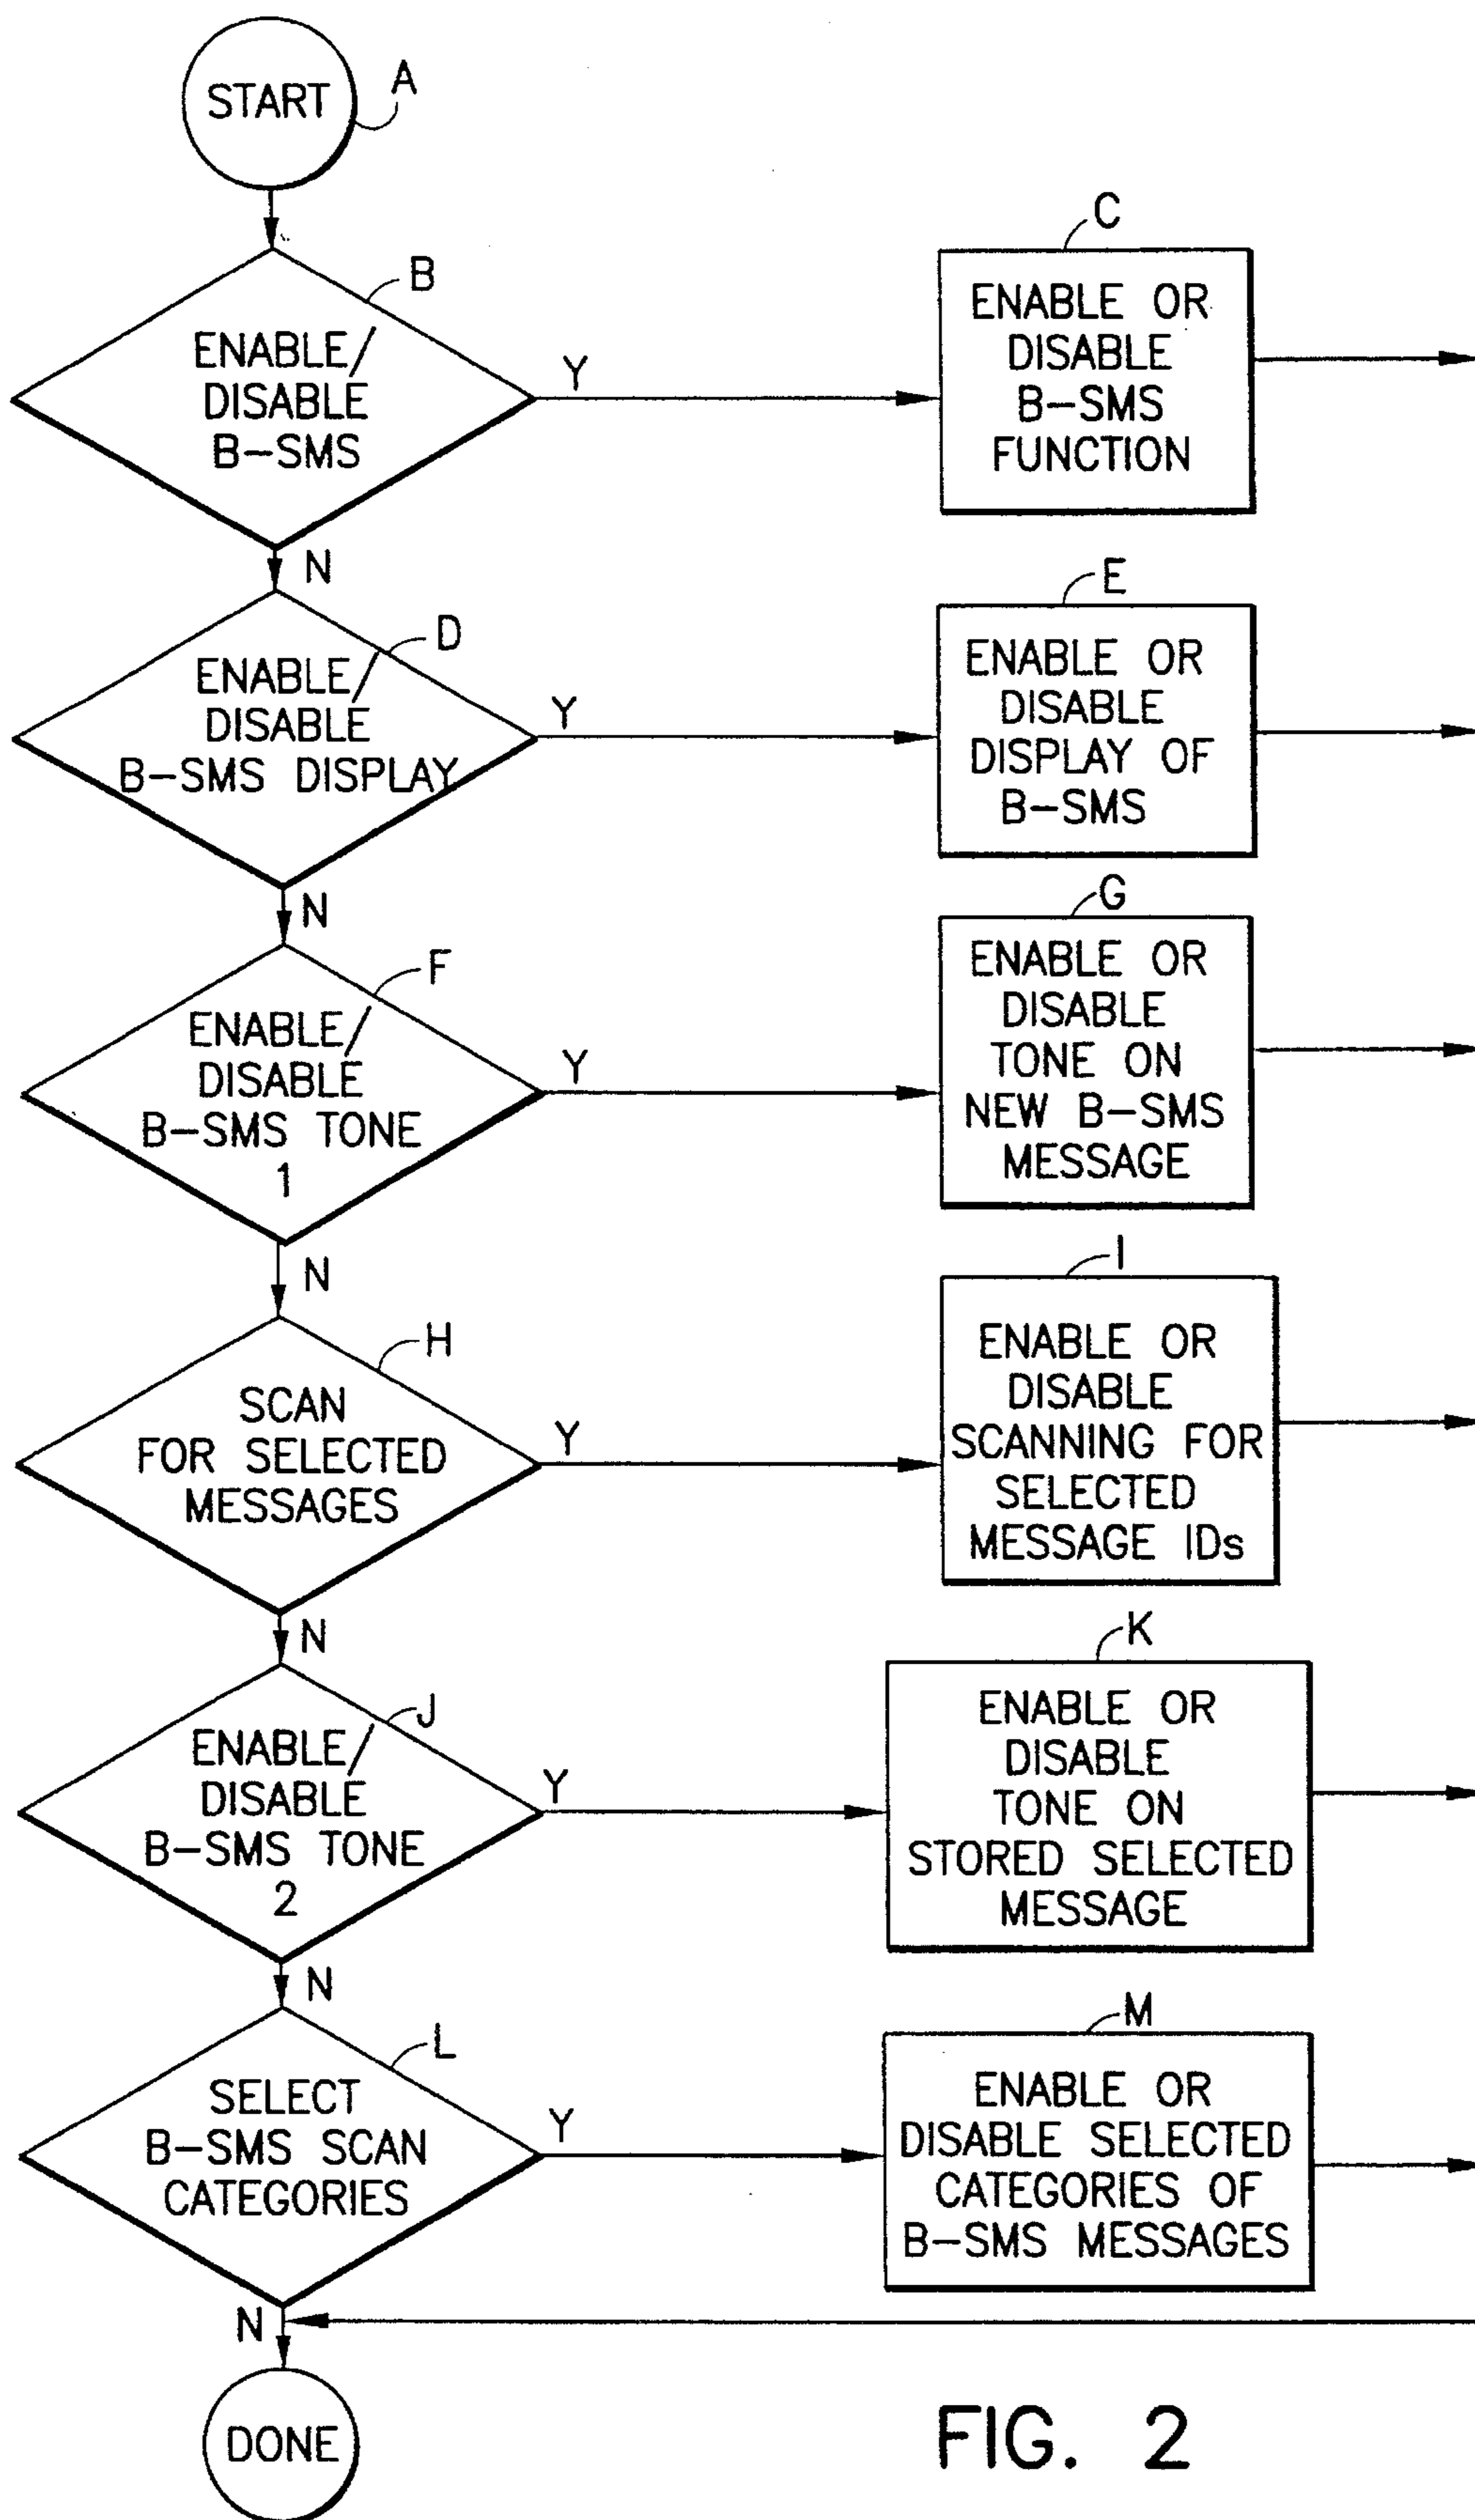 START
A
B
ENABLE/
DISABLE
B-SMS
Y
N
C
ENABLE OR
DISABLE
B-SMS
FUNCTION
D
ENABLE/
DISABLE
B-SMS DISPLAY
Y
N
E
ENABLE OR
DISABLE
DISPLAY OF
B-SMS
F
ENABLE/
DISABLE
B-SMS TONE
1
Y
N
G
ENABLE OR
DISABLE
TONE ON
NEW B-SMS
MESSAGE
H
SCAN
FOR SELECTED
MESSAGES
Y
N
I
ENABLE OR
DISABLE
SCANNING FOR
SELECTED
MESSAGE IDs
J
ENABLE/
DISABLE
B-SMS TONE
2
Y
N
K
ENABLE OR
DISABLE
TONE ON
STORED SELECTED
MESSAGE
L
SELECT
B-SMS SCAN
CATEGORIES
Y
N
M
ENABLE OR
DISABLE SELECTED
CATEGORIES OF
B-SMS MESSAGES
DONE
FIG. 2